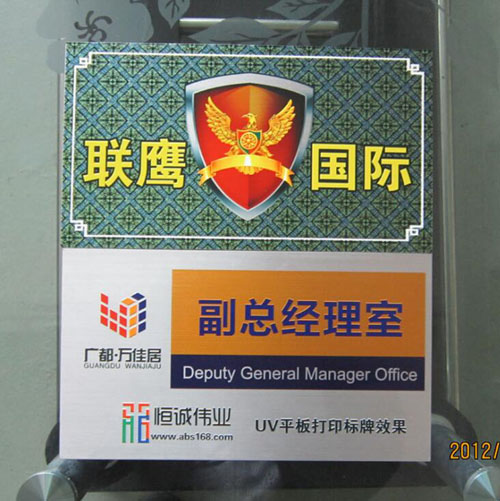 联鹰 国际
副总经理室
Deputy General Manager Office
广都·万佳居
GUANGDU WANJIAJU
恒诚伟业
www.abs168.com
UV平板打印标牌效果
2012/